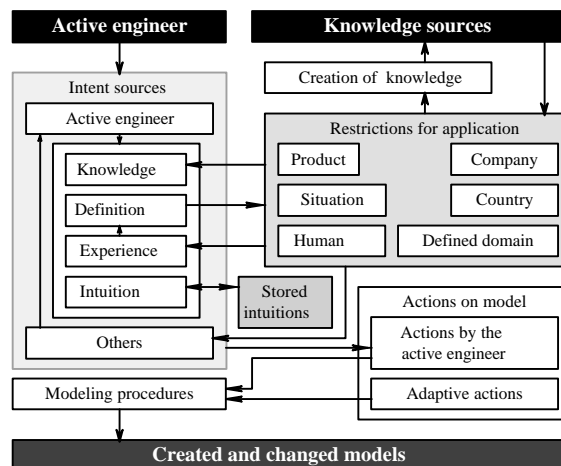 Active engineer
Knowledge sources
Creation of knowledge
Intent sources
Active engineer
Restrictions for application
Knowledge
Product
Company
Definition
Situation
Country
Experience
Human
Defined domain
Intuition
Stored
intuitions
Actions on model
Others
Actions by the
active engineer
Modeling procedures
Adaptive actions
Created and changed models